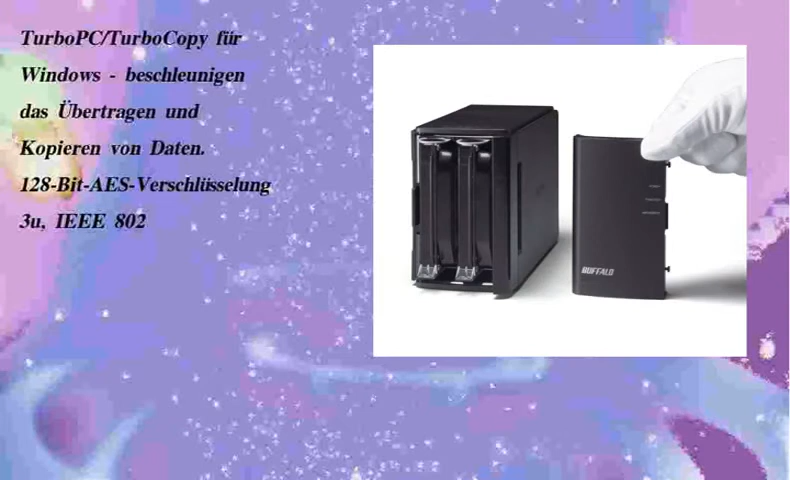 TurboPC/TurboCopy für
Windows - beschleunigen
das Übertragen und
Kopieren von Daten.
128-Bit-AES-Verschlüsselung
3u, IEEE 802
BUFFALO